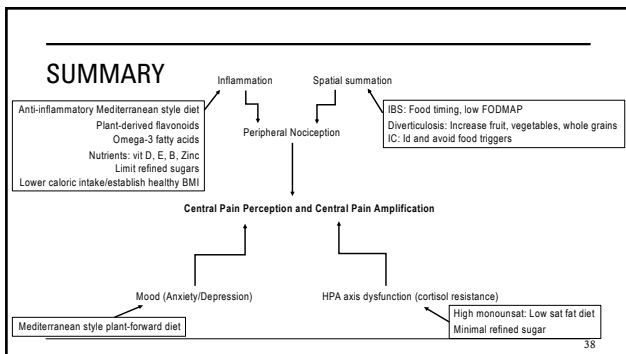 SUMMARY
Inflammation
Spatial summation
Anti-inflammatory Mediterranean style diet
Plant-derived flavonoids
Omega-3 fatty acids
Nutrients: vit D, E, B, Zinc
Limit refined sugars
Lower caloric intake/establish healthy BMI
IBS: Food timing, low FODMAP
Diverticulosis: Increase fruit, vegetables, whole grains
IC: Id and avoid food triggers
Peripheral Nociception
Central Pain Perception and Central Pain Amplification
Mood (Anxiety/Depression)
HPA axis dysfunction (cortisol resistance)
Mediterranean style plant-forward diet
High monounsat: Low sat fat diet
Minimal refined sugar
38